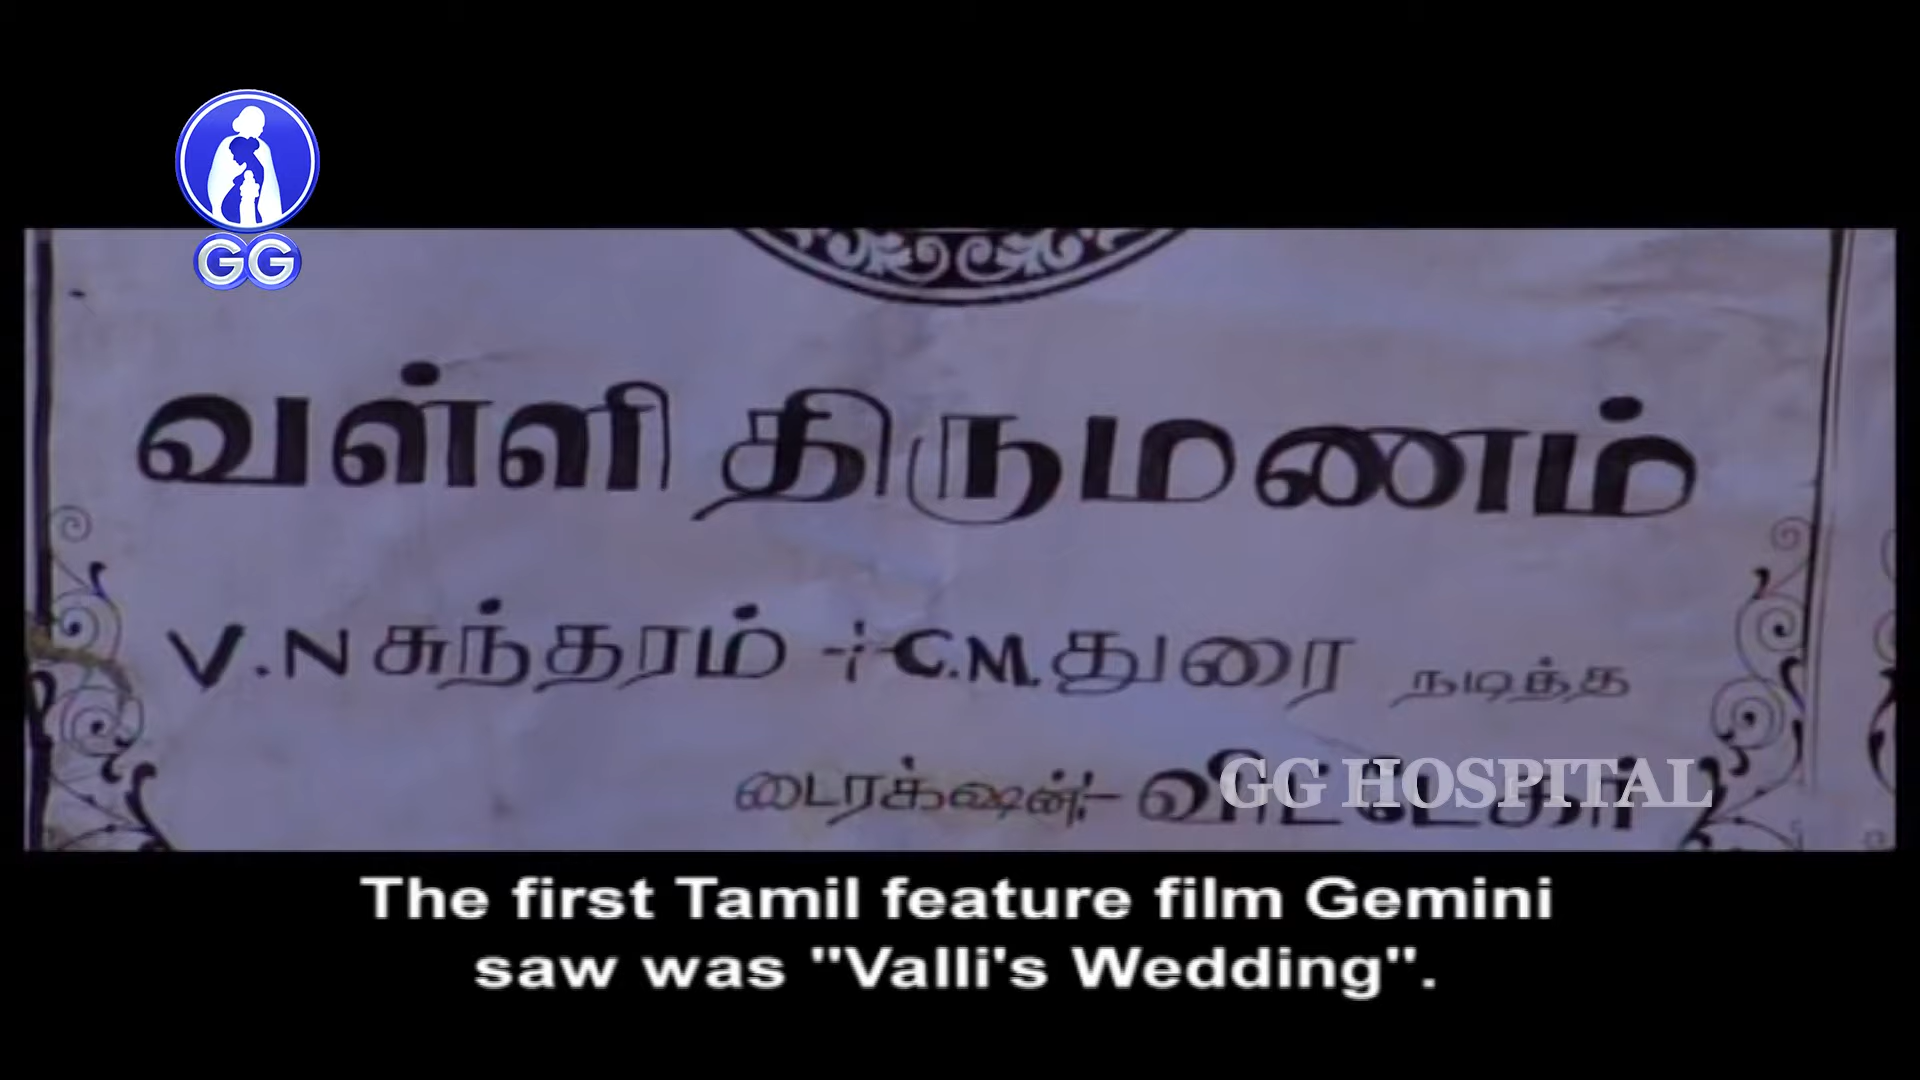 GG
வள்ளி திருமணம்
V.N சுந்தரம் + C.M. துரை நடித்த
டைரக்ஷன்:-
GG HOSPITAL
The first Tamil feature film Gemini
saw was "Valli's Wedding".